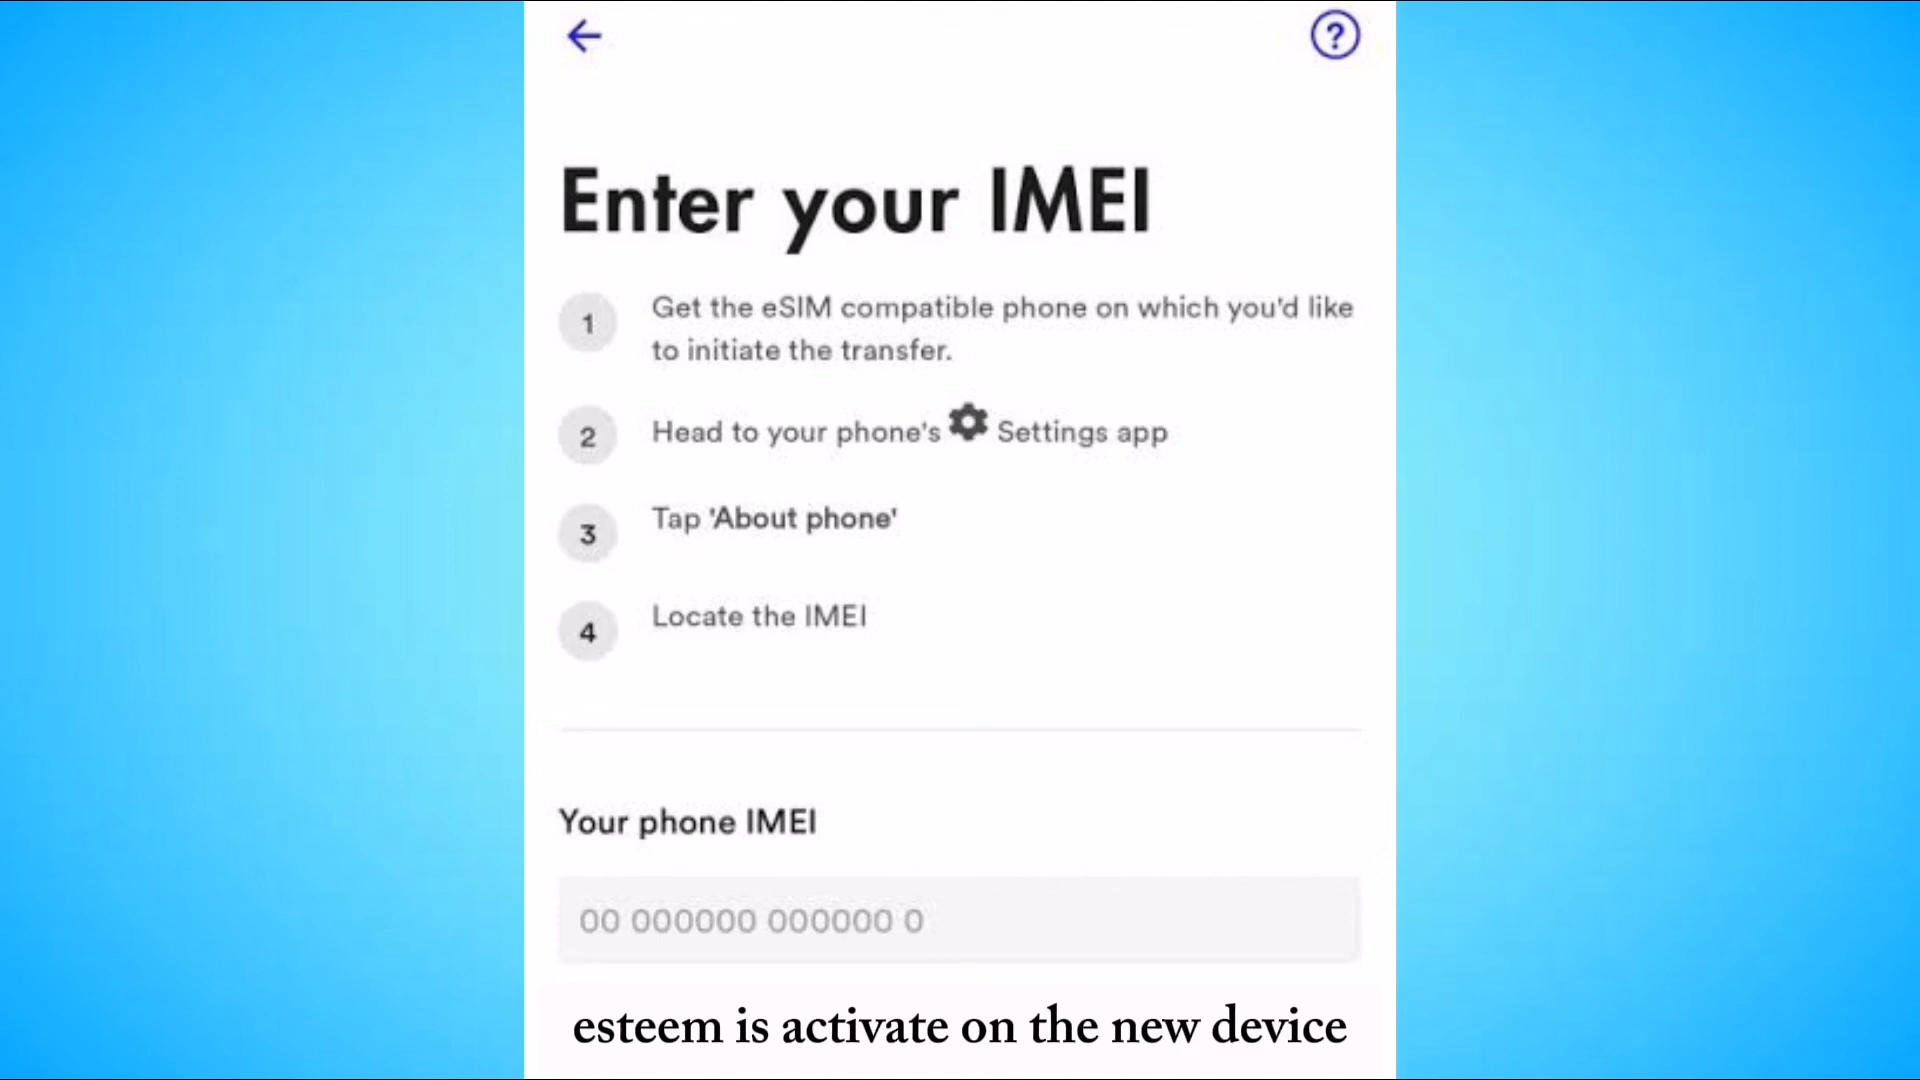 ?
Enter your IMEI
1
Get the eSIM compatible phone on which you'd like
to initiate the transfer.
2
Head to your phone's Settings app
3
Tap 'About phone'
4
Locate the IMEI
Your phone IMEI
00 000000 000000 0
esteem is activate on the new device